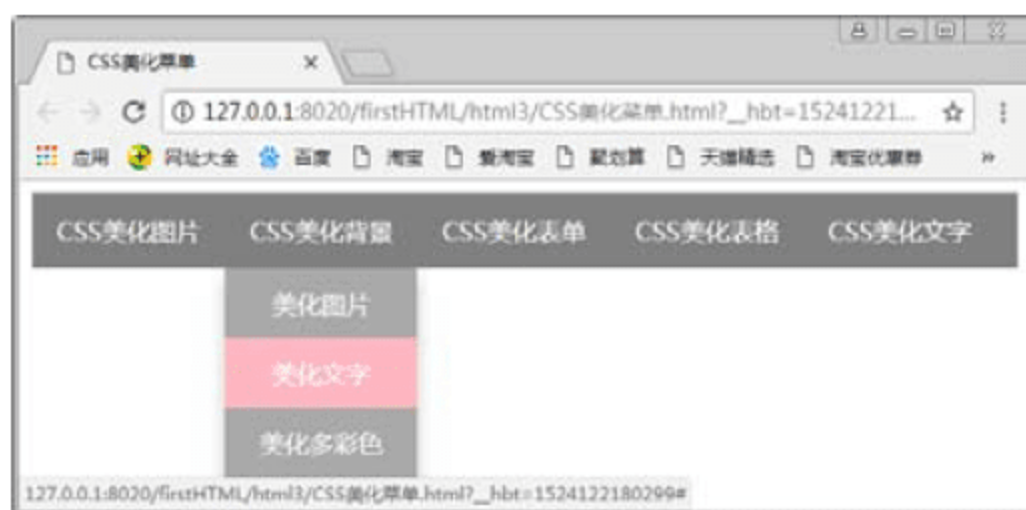 CSS美化菜单
127.0.0.1:8020/firstHTML/html3/CSS美化菜单.html?__hbt=15241221...
应用 网址大全 百度 淘宝 爱淘宝 聚划算 天猫精选 淘宝优惠券 »
CSS美化图片 CSS美化背景 CSS美化表单 CSS美化表格 CSS美化文字
美化图片
美化文字
美化多彩色
127.0.0.1:8020/firstHTML/html3/CSS美化菜单.html?__hbt=1524122180299#